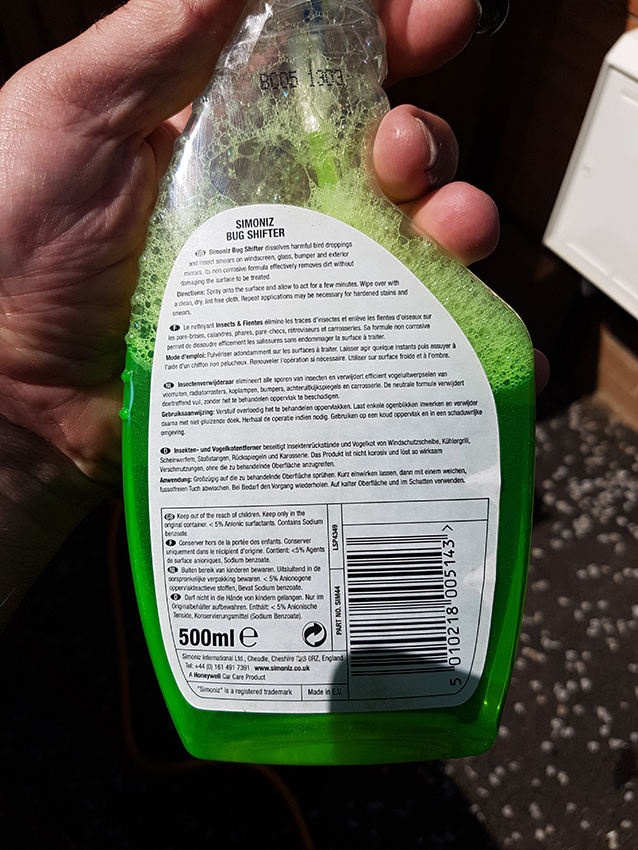 8C05 1303
SIMONIZ
BUG SHIFTER
GB Simoniz Bug Shifter dissolves harmful bird droppings
and insect smears on windscreen, glass, bumper and exterior
mirrors. Its non corrosive formula effectively removes dirt without
damaging the surface to be treated.
Directions: Spray onto the surface and allow to act for a few minutes. Wipe over with
a clean, dry, lint free cloth. Repeat applications may be necessary for hardened stains and
smears.
F Le nettoyant Insects & Fientes élimine les traces d'insectes et enlève les fientes d'oiseaux sur
les pare-brises, calandres, phares, pare-chocs, rétroviseurs et carrosseries. Sa formule non corrosive
permet de dissoudre efficement les salissures sans endommager la surface à traiter.
Mode d'emploi: Pulvériser adondamment sur les surfaces à traiter. Laisser agir quelque instants puis essuyer à
l'aide d'un chiffon non pelucheux. Renouveler l'opération si nécessaire. Utiliser sur surface froide et à l'ombre.
NL Insectenverwijderaar elimineert alle sporen van insecten en verwijdert efficient vogeluitwerpselen van
voorruiten, radiatorrosters, koplampen, bumpers, achteruitkijkspiegels en carrosserie. De neutrale formule verwijdert
doeltreffend vuil, zonder het te behandelen oppervlak te beschadigen.
Gebruiksaanwijzing: Verstuif overloedig het te behandelen oppervlakken. Laat enkele ogenblikken inwerken en verwijder
daarna met niet-pluizende doek. Herhaal de operatie indien nodig. Gebruiken op een koud oppervlak en in een schaduwrijke
omgeving.
D Insekten- und Vogelkotentferner beseitigt Insektenrückstände und Vogelkot von Windschutzscheibe, Kühlergrill,
Scheinwerfern, Stoßstangen, Rückspiegeln und Karosserie. Das Produkt ist nicht korosiv und löst so wirksam
Verschmutzungen, ohne die zu behandelnde Oberfläche anzugreifen.
Anwendung: Großzügig auf die zu behandelnde Oberfläche sprühen. Kurz einwirken lassen, dann mit einem weichen,
fusselfreien Tuch abwischen. Bei Bedarf den Vorgang wiederholen. Auf kalter Oberfläche im Schatten verwenden.
GB Keep out of the reach of children. Keep only in the
original container. < 5% Anionic surfactants. Contains Sodium
benzoate.
F Conserver hors de la portée des enfants. Conserver
uniquement dans le récipient d'origine. Contient: <5% Agents
de surface anioniques, Sodium benzoate.
NL Buiten bereik van kinderen bewaren. Uitsluitend in de
oorspronkelijke verpakking bewaren. < 5% Anionogene
oppervlakteactieve stoffen, Bevat Sodium benzoate.
D Darf nicht in die Hände von kindern gelangen. Nur im
Originalbehälter aufbewahren. Enthält: < 5% Anionische
Tenside, Konservierungsmittel (Sodium Benzoate).
500ml e
Simoniz International Ltd., Cheadle, Cheshire 0RZ, England
Tel: +44 (0) 161 491 7391 www.simoniz.co.uk
A Honeywell Car Care Product
"Simoniz" is a registered trademark
Made in E.U.
LSP4349
PART NO. SIM44
5 010218 005143 >